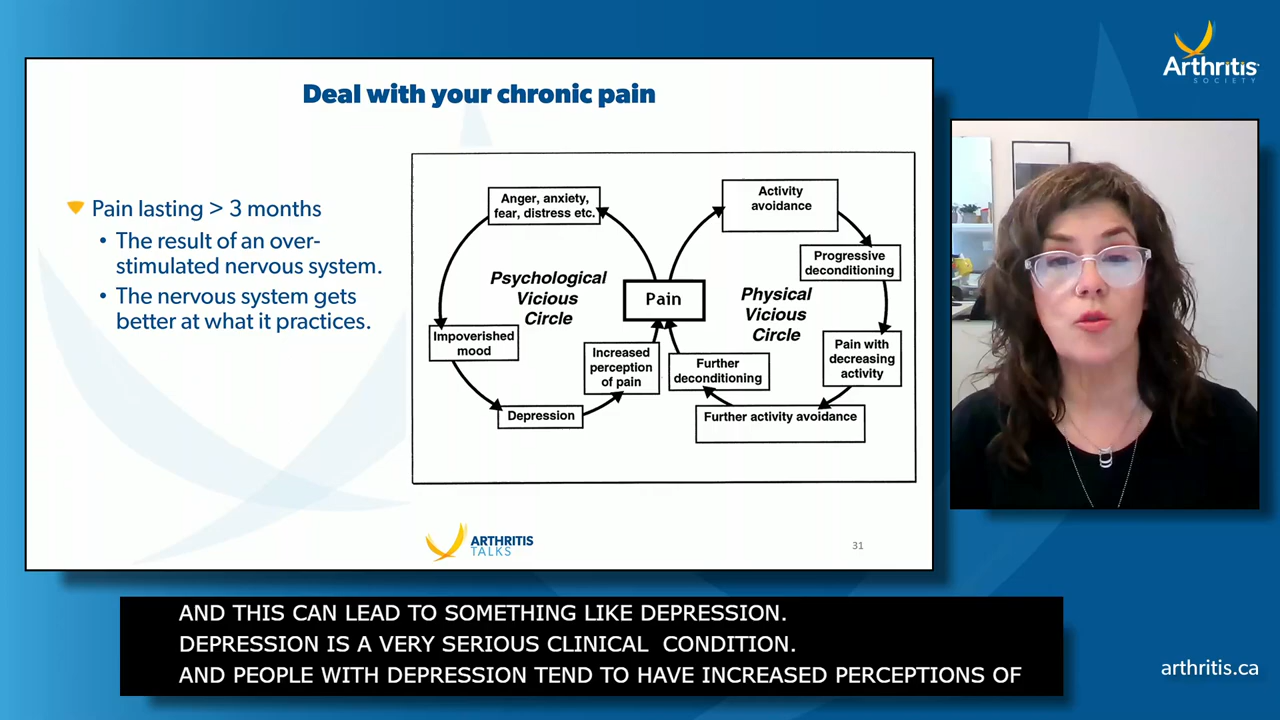 Arthritis
SOCIETY
Deal with your chronic pain
Pain lasting > 3 months
• The result of an over-
stimulated nervous system.
• The nervous system gets
better at what it practices.
Anger, anxiety,
fear, distress etc.
Psychological
Vicious
Circle
Impoverished
mood
Depression
Increased
perception
of pain
Pain
Activity
avoidance
Progressive
deconditioning
Physical
Vicious
Circle
Pain with
decreasing
activity
Further activity avoidance
Further
deconditioning
ARTHRITIS
TALKS
31
AND THIS CAN LEAD TO SOMETHING LIKE DEPRESSION.
DEPRESSION IS A VERY SERIOUS CLINICAL CONDITION.
AND PEOPLE WITH DEPRESSION TEND TO HAVE INCREASED PERCEPTIONS OF
arthritis.ca